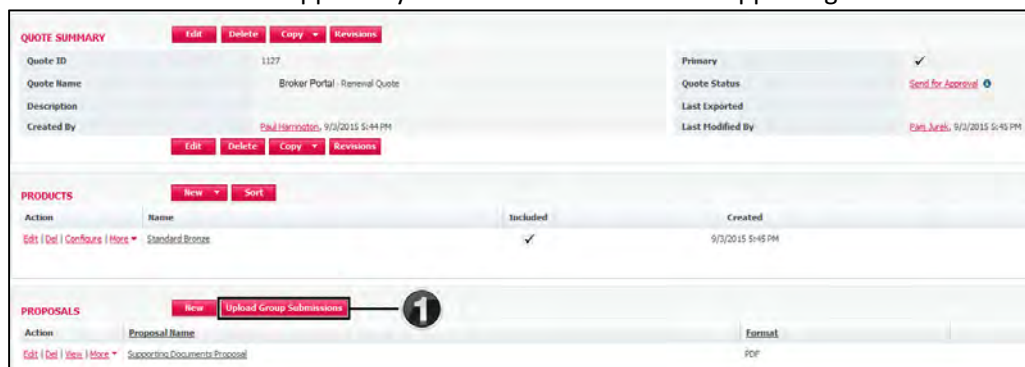 QUOTE SUMMARY Edit Delete Copy Revisions
Quote ID 1127 Primary ✓
Quote Name Broker Portal - Renewal Quote Quote Status Send for Approval
Description Last Exported
Created By Paul Harrington, 9/3/2015 5:44 PM Last Modified By Pam Jurek, 9/3/2015 5:45 PM
Edit Delete Copy Revisions
PRODUCTS New Sort
Action Name Included Created
Edit | Del | Configure | More Standard Bronze ✓ 9/3/2015 5:45 PM
PROPOSALS New Upload Group Submissions 1
Action Proposal Name Format
Edit | Del | View | More Supporting Documents Proposal PDF